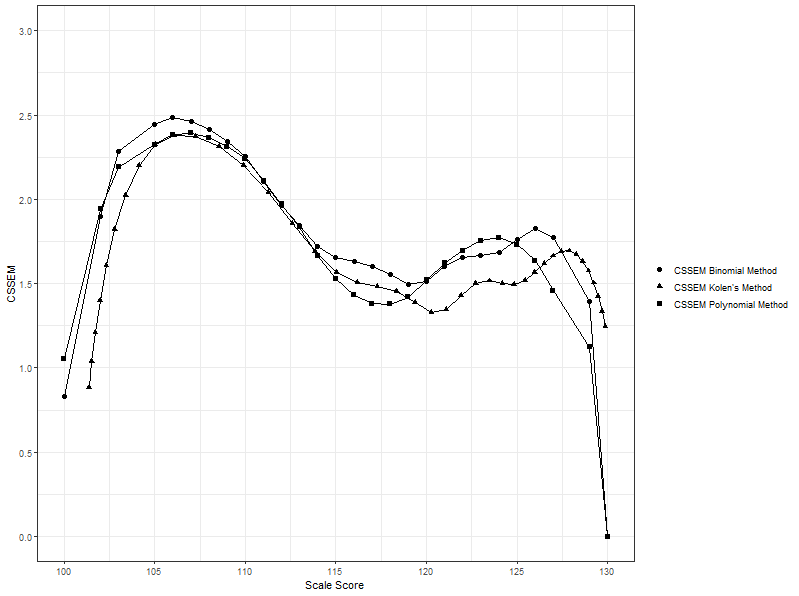 3.0
2.5
2.0
1.5
1.0
0.5
0.0
CSSEM
100 105 110 115 120 125 130
Scale Score
CSSEM Binomial Method
CSSEM Kolen's Method
CSSEM Polynomial Method